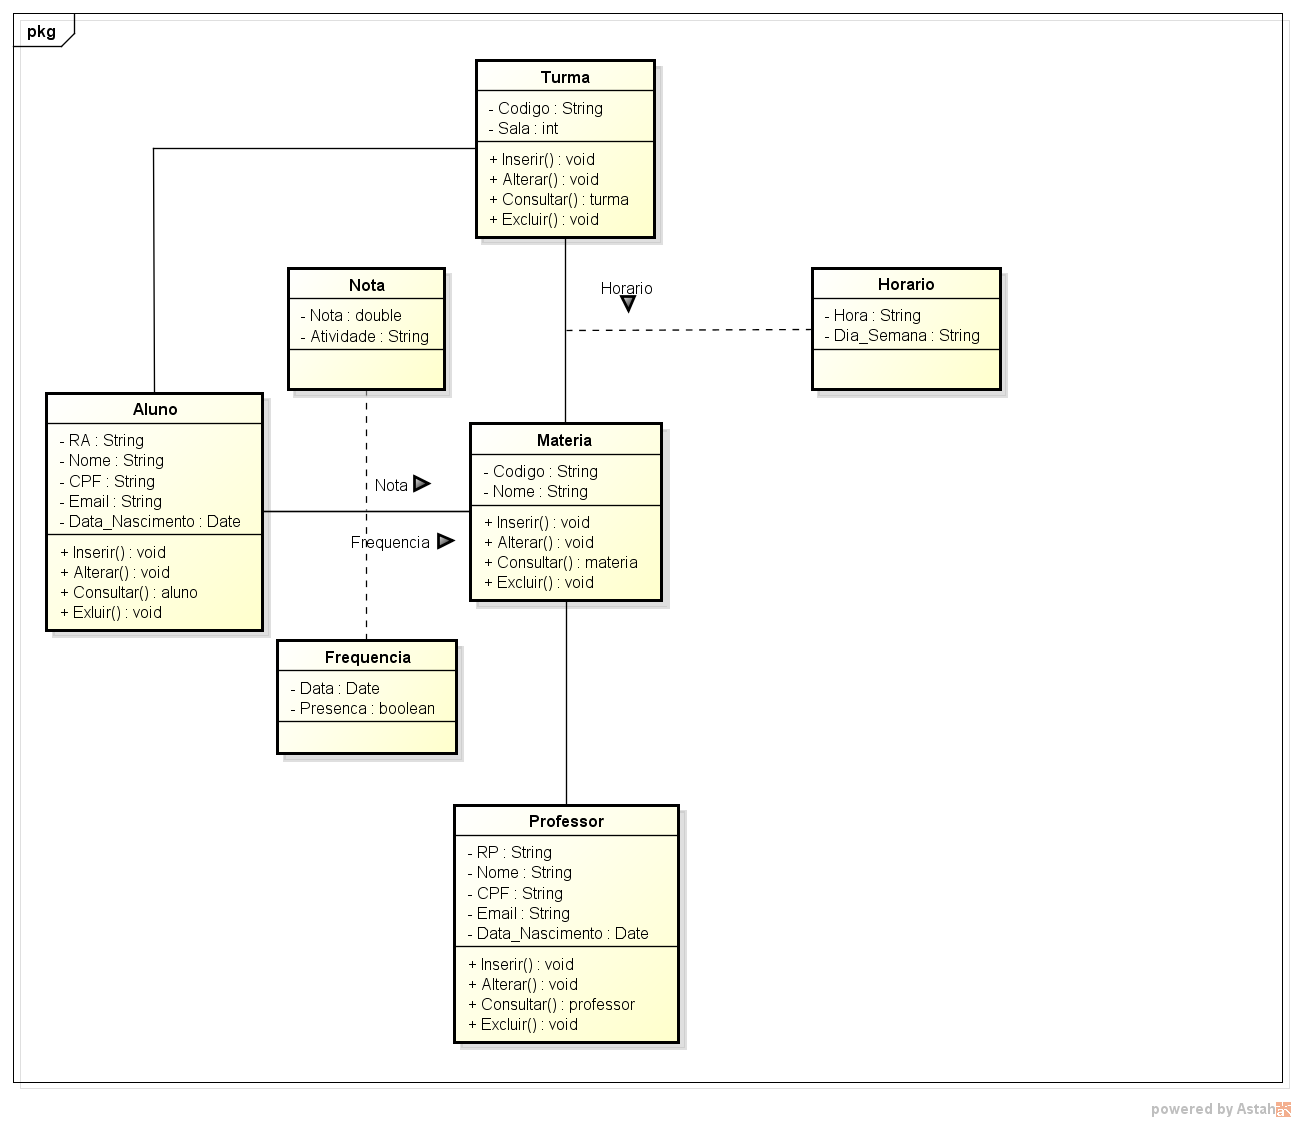 pkg
Turma
- Codigo : String
- Sala : int
+ Inserir() : void
+ Alterar() : void
+ Consultar() : turma
+ Excluir() : void
Nota
- Nota : double
- Atividade : String
Horario
Horario
- Hora : String
- Dia_Semana : String
Aluno
- RA : String
- Nome : String
- CPF : String
- Email : String
- Data_Nascimento : Date
+ Inserir() : void
+ Alterar() : void
+ Consultar() : aluno
+ Exluir() : void
Nota
Frequencia
Materia
- Codigo : String
- Nome : String
+ Inserir() : void
+ Alterar() : void
+ Consultar() : materia
+ Excluir() : void
Frequencia
- Data : Date
- Presenca : boolean
Professor
- RP : String
- Nome : String
- CPF : String
- Email : String
- Data_Nascimento : Date
+ Inserir() : void
+ Alterar() : void
+ Consultar() : professor
+ Excluir() : void
powered by Astah